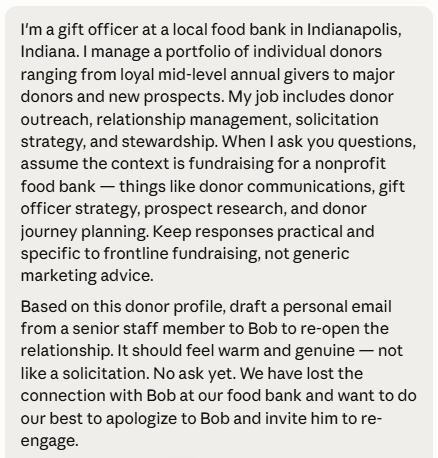 I'm a gift officer at a local food bank in Indianapolis,
Indiana. I manage a portfolio of individual donors
ranging from loyal mid-level annual givers to major
donors and new prospects. My job includes donor
outreach, relationship management, solicitation
strategy, and stewardship. When I ask you questions,
assume the context is fundraising for a nonprofit
food bank — things like donor communications, gift
officer strategy, prospect research, and donor
journey planning. Keep responses practical and
specific to frontline fundraising, not generic
marketing advice.
Based on this donor profile, draft a personal email
from a senior staff member to Bob to re-open the
relationship. It should feel warm and genuine — not
like a solicitation. No ask yet. We have lost the
connection with Bob at our food bank and want to do
our best to apologize to Bob and invite him to re-
engage.